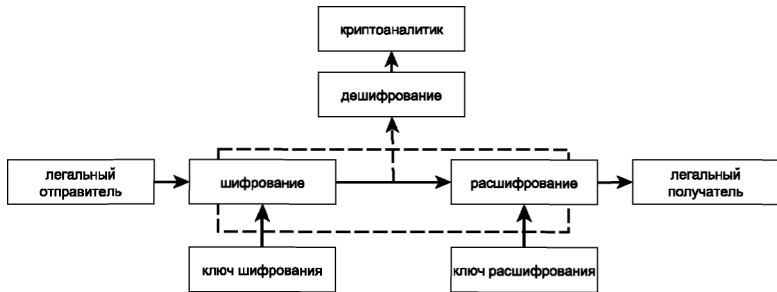 криптоаналитик
дешифрование
легальный
отправитель
шифрование
расшифрование
легальный
получатель
ключ шифрования
ключ расшифрования